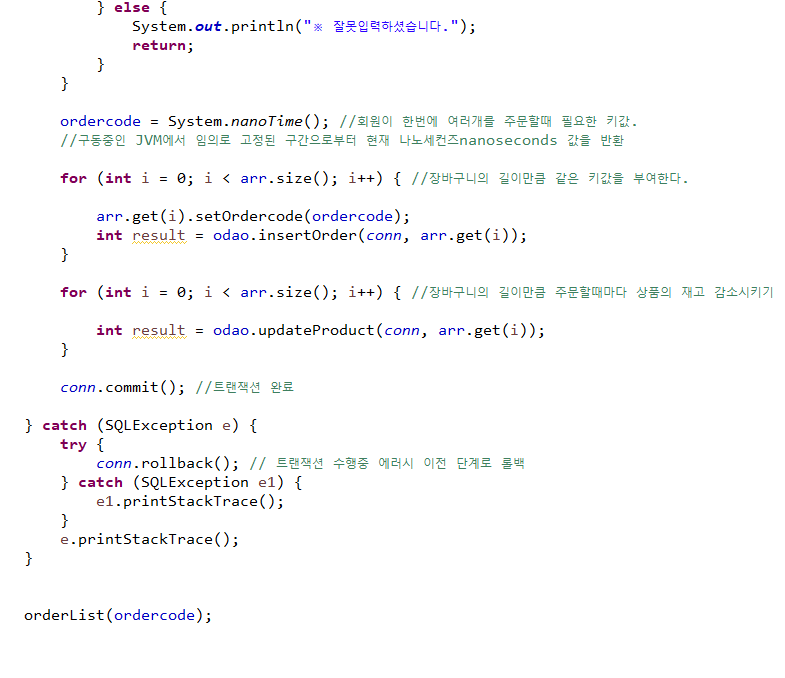 } else {
System.out.println("※ 잘못입력하셨습니다.");
return;
}
}
ordercode = System.nanoTime(); //회원이 한번에 여러개를 주문할때 필요한 키값.
//구동중인 JVM에서 임의로 고정된 구간으로부터 현재 나노세컨즈nanoseconds 값을 반환
for (int i = 0; i < arr.size(); i++) { //장바구니의 길이만큼 같은 키값을 부여한다.
arr.get(i).setOrdercode(ordercode);
int result = odao.insertOrder(conn, arr.get(i));
}
for (int i = 0; i < arr.size(); i++) { //장바구니의 길이만큼 주문할때마다 상품의 재고 감소시키기
int result = odao.updateProduct(conn, arr.get(i));
}
conn.commit(); //트랜잭션 완료
} catch (SQLException e) {
try {
conn.rollback(); // 트랜잭션 수행중 에러시 이전 단계로 롤백
} catch (SQLException e1) {
e1.printStackTrace();
}
e.printStackTrace();
}
orderList(ordercode);